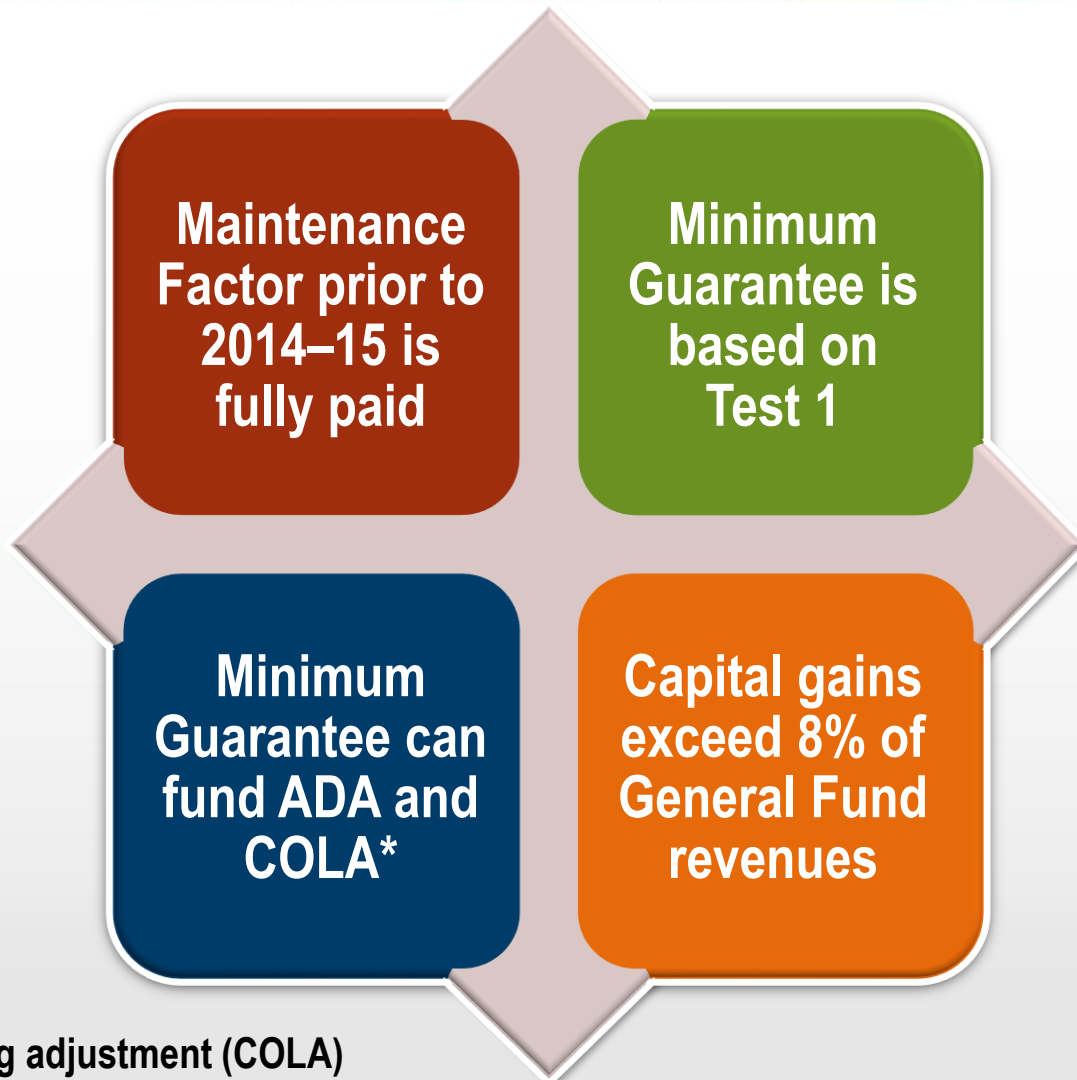 Maintenance
Factor prior to
2014–15 is
fully paid
Minimum
Guarantee is
based on
Test 1
Minimum
Guarantee can
fund ADA and
COLA*
Capital gains
exceed 8% of
General Fund
revenues
g adjustment (COLA)